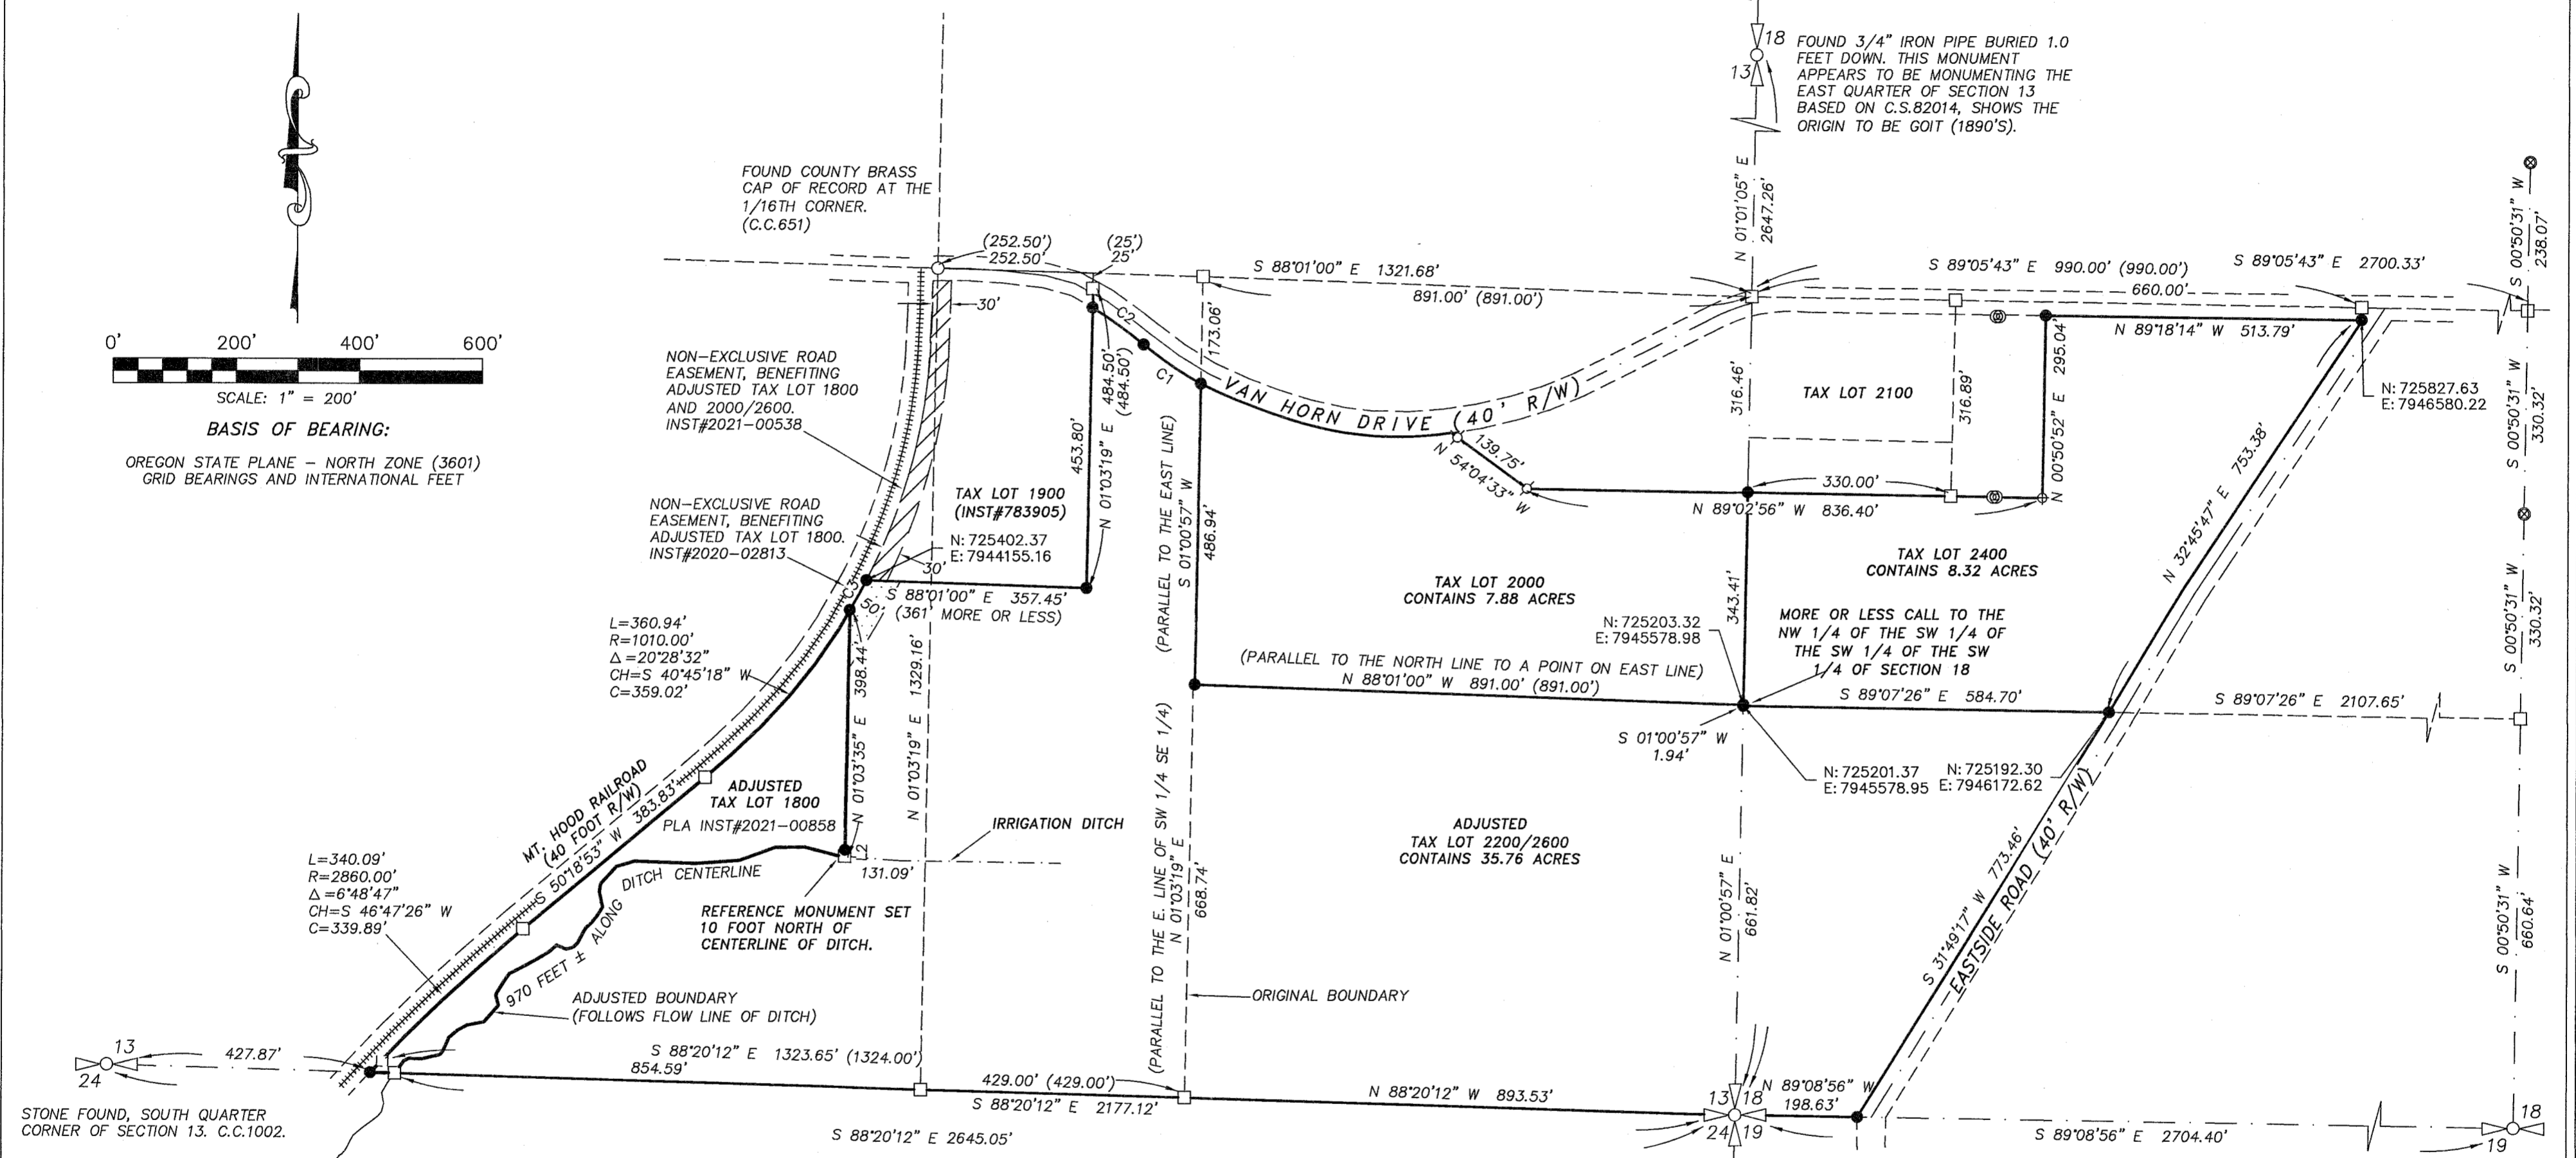 18
13
FOUND 3/4" IRON PIPE BURIED 1.0
FEET DOWN. THIS MONUMENT
APPEARS TO BE MONUMENTING THE
EAST QUARTER OF SECTION 13
BASED ON C.S.82014, SHOWS THE
ORIGIN TO BE GOIT (1890'S).
0' 200' 400' 600'
SCALE: 1" = 200'
BASIS OF BEARING:
OREGON STATE PLANE – NORTH ZONE (3601)
GRID BEARINGS AND INTERNATIONAL FEET
FOUND COUNTY BRASS
CAP OF RECORD AT THE
1/16TH CORNER.
(C.C.651)
(252.50')
252.50'
(25')
25'
S 88°01'00" E 1321.68'
891.00' (891.00')
N 01°01'05" E
2647.26'
S 89°05'43" E 990.00' (990.00')
660.00'
S 89°05'43" E 2700.33'
S 00°50'31" W
238.07'
30'
C2
C1
173.06'
VAN HORN DRIVE (40' R/W)
NON-EXCLUSIVE ROAD
EASEMENT, BENEFITING
ADJUSTED TAX LOT 1800
AND 2000/2600.
INST#2021-00538
NON-EXCLUSIVE ROAD
EASEMENT, BENEFITING
ADJUSTED TAX LOT 1800.
INST#2020-02813
TAX LOT 1900
(INST#783905)
N: 725402.37
E: 7944155.16
30'
C3
50'
S 88°01'00" E 357.45'
(361' MORE OR LESS)
453.80'
N 01°03'19" E 484.50'
(484.50')
(PARALLEL TO THE EAST LINE)
S 01°00'57" W
486.94'
139.75'
N 54°04'33" W
316.46'
TAX LOT 2100
316.89'
N 00°50'52" E 295.04'
N 89°18'14" W 513.79'
N: 725827.63
E: 7946580.22
S 00°50'31" W
330.32'
330.00'
N 89°02'56" W 836.40'
N 32°45'47" E 753.38'
TAX LOT 2000
CONTAINS 7.88 ACRES
TAX LOT 2400
CONTAINS 8.32 ACRES
343.41'
N: 725203.32
E: 7945578.98
MORE OR LESS CALL TO THE
NW 1/4 OF THE SW 1/4 OF
THE SW 1/4 OF THE SW
1/4 OF SECTION 18
S 00°50'31" W
330.32'
(PARALLEL TO THE NORTH LINE TO A POINT ON EAST LINE)
N 88°01'00" W 891.00' (891.00')
S 89°07'26" E 584.70'
S 89°07'26" E 2107.65'
S 01°00'57" W
1.94'
N: 725201.37
E: 7945578.95
N: 725192.30
E: 7946172.62
L=360.94'
R=1010.00'
Δ=20°28'32"
CH=S 40°45'18" W
C=359.02'
N 01°03'35" E 398.44'
N 01°03'19" E 1329.16'
MT. HOOD RAILROAD
(40 FOOT R/W)
S 50°18'53" W 383.83'
ADJUSTED
TAX LOT 1800
PLA INST#2021-00858
L2
131.09'
IRRIGATION DITCH
ADJUSTED
TAX LOT 2200/2600
CONTAINS 35.76 ACRES
(PARALLEL TO THE E. LINE OF SW 1/4 SE 1/4)
N 01°03'19" E
668.74'
N 01°00'57" E
661.82'
S 31°49'17" W 773.46'
EASTSIDE ROAD (40' R/W)
S 00°50'31" W
660.64'
L=340.09'
R=2860.00'
Δ=6°48'47"
CH=S 46°47'26" W
C=339.89'
970 FEET ± ALONG DITCH CENTERLINE
REFERENCE MONUMENT SET
10 FOOT NORTH OF
CENTERLINE OF DITCH.
ADJUSTED BOUNDARY
(FOLLOWS FLOW LINE OF DITCH)
ORIGINAL BOUNDARY
13
24
427.87'
STONE FOUND, SOUTH QUARTER
CORNER OF SECTION 13. C.C.1002.
S 88°20'12" E 1323.65' (1324.00')
854.59'
429.00' (429.00')
S 88°20'12" E 2177.12'
S 88°20'12" E 2645.05'
N 88°20'12" W 893.53'
13 18
24 19
N 89°08'56" W
198.63'
S 89°08'56" E 2704.40'
18
19